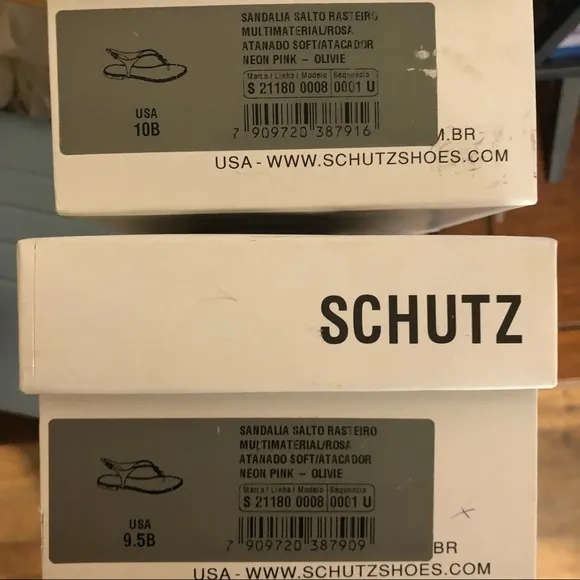 SANDALIA SALTO RASTEIRO
MULTIMATERIAL/ROSA
ATANADO SOFT/ATACADOR
NEON PINK - OLIVIE
Marca / Linha / Modelo Sequencia
S 21180 0008 0001 U
USA
10B
7 909720 387916
M.BR
USA - WWW.SCHUTZSHOES.COM
SCHUTZ
SANDALIA SALTO RASTEIRO
MULTIMATERIAL/ROSA
ATANADO SOFT/ATACADOR
NEON PINK - OLIVIE
Marca / Linha / Modelo Sequencia
S 21180 0008 0001 U
USA
9.5B
7 909720 387909
BR
USA - WWW.SCHUTZSHOES.COM